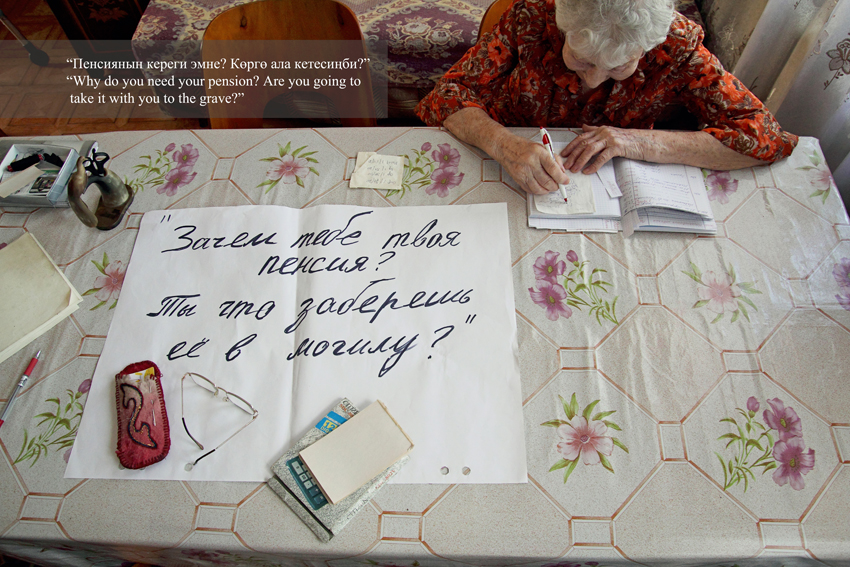 “Пенсиянын кереги эмне? Көргө ала кетесиңби?”
“Why do you need your pension? Are you going to
take it with you to the grave?”
"Зачем тебе твоя
пенсия?
Ты что заберешь
её в могилу?"